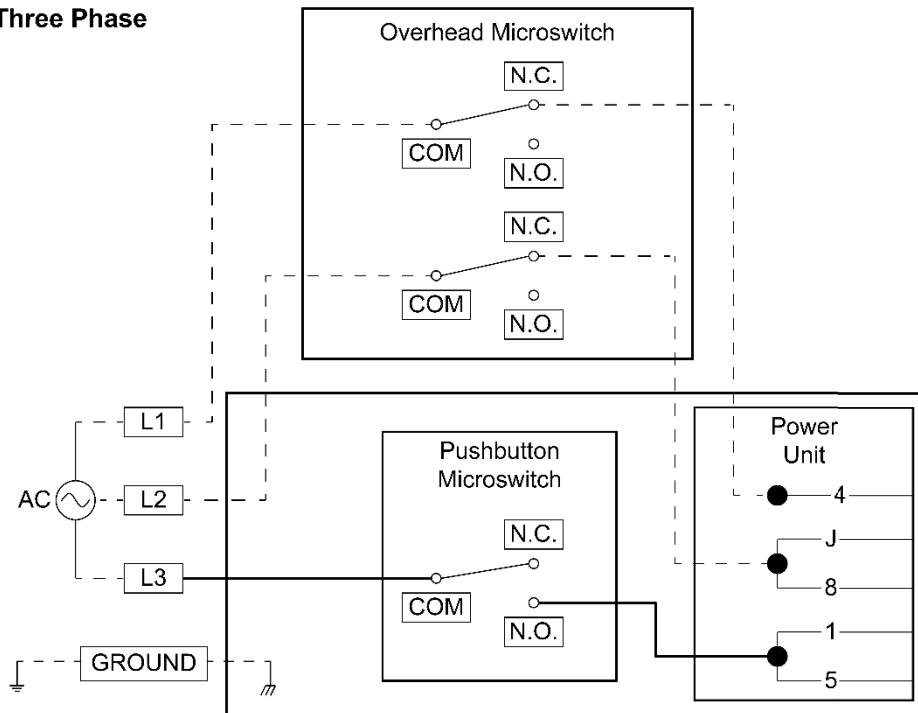 Three Phase
Overhead Microswitch
N.C.
COM
N.O.
N.C.
COM
N.O.
L1
AC
L2
L3
GROUND
Pushbutton
Microswitch
N.C.
COM
N.O.
Power
Unit
4
J
8
1
5